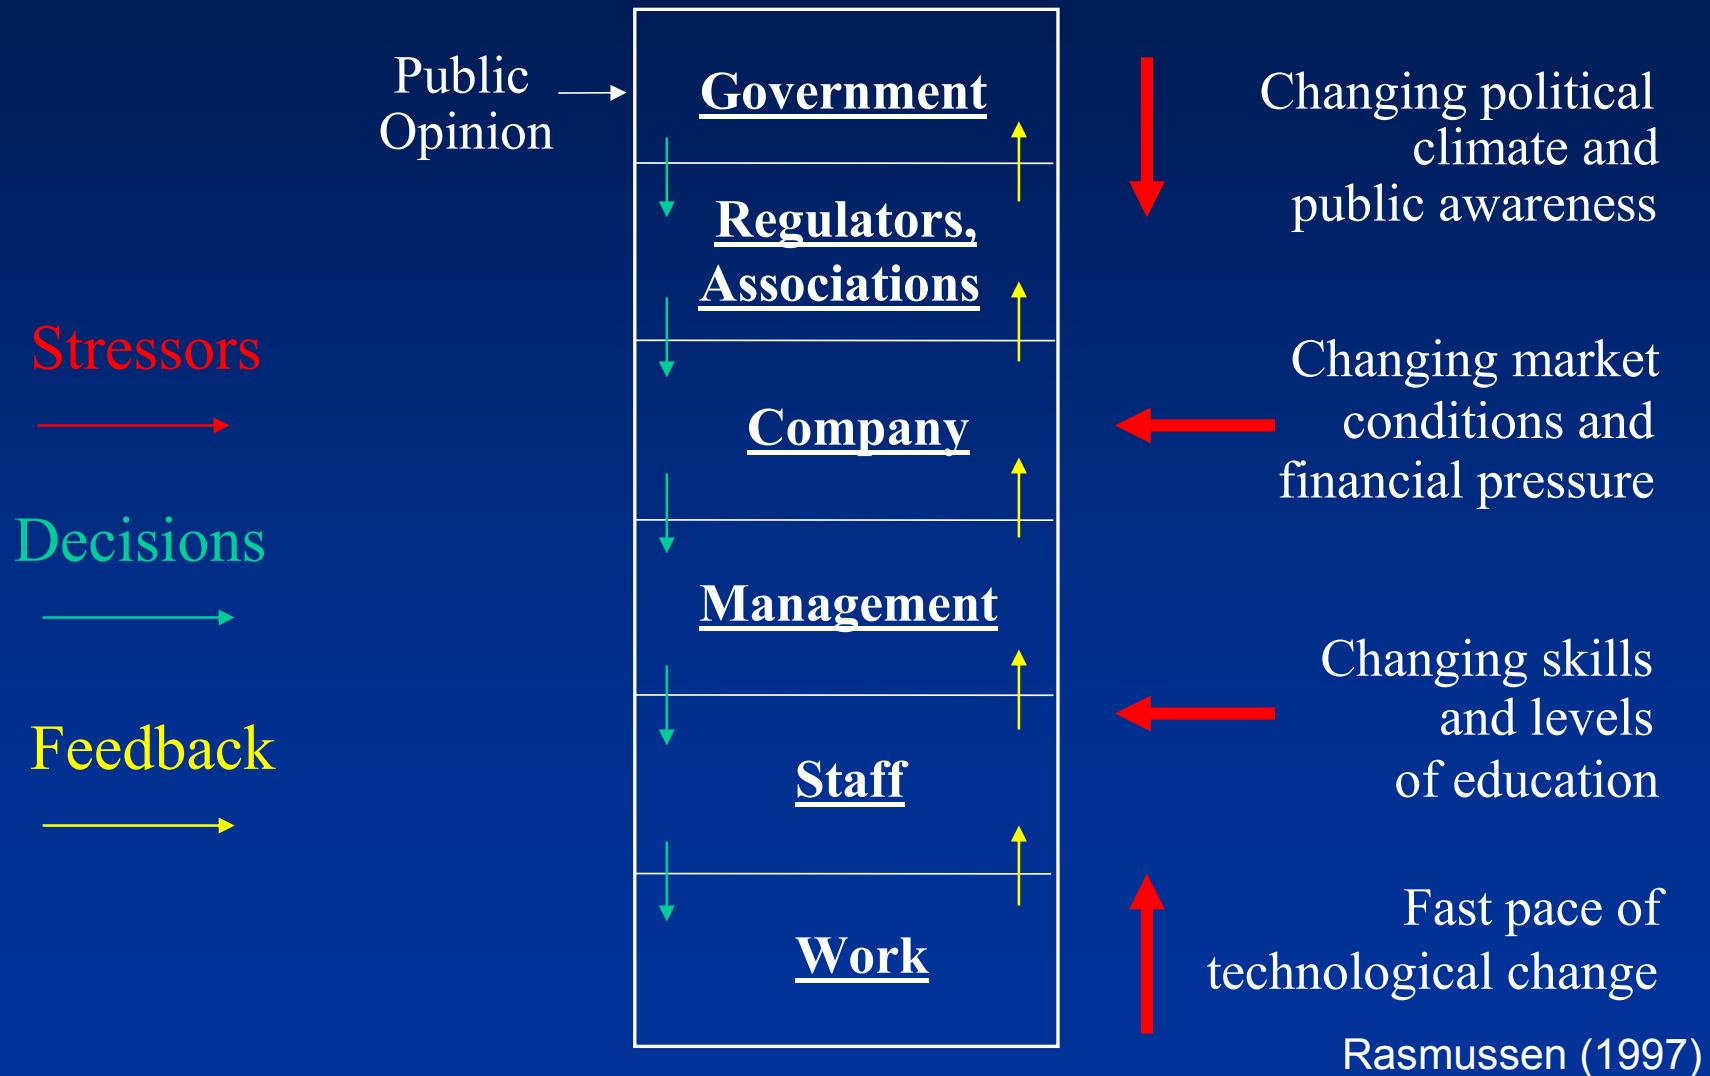 Public
Opinion
Government
Regulators,
Associations
Company
Management
Staff
Work
Stressors
Decisions
Feedback
Changing political
climate and
public awareness
Changing market
conditions and
financial pressure
Changing skills
and levels
of education
Fast pace of
technological change
Rasmussen (1997)